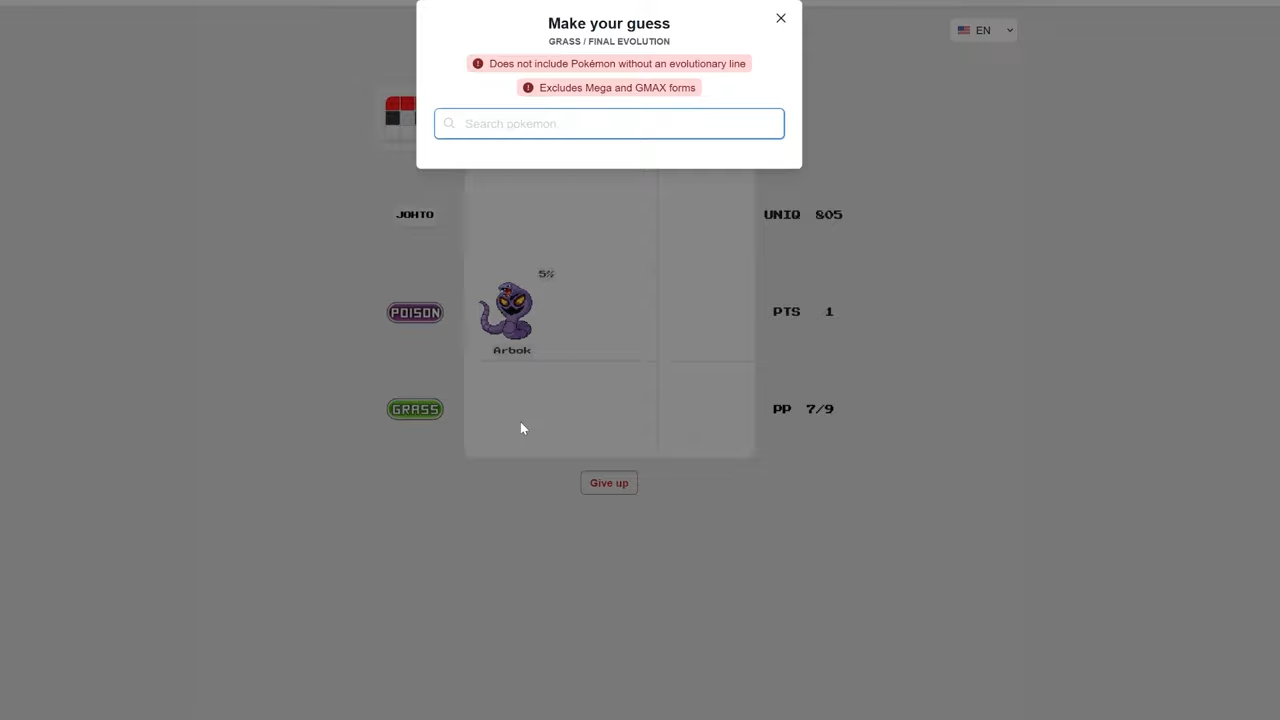 Make your guess
GRASS / FINAL EVOLUTION
Does not include Pokémon without an evolutionary line
Excludes Mega and GMAX forms
Search pokemon
EN
JOHTO
UNIQ 805
5%
POISON
PTS 1
Arbok
GRASS
PP 7/9
Give up